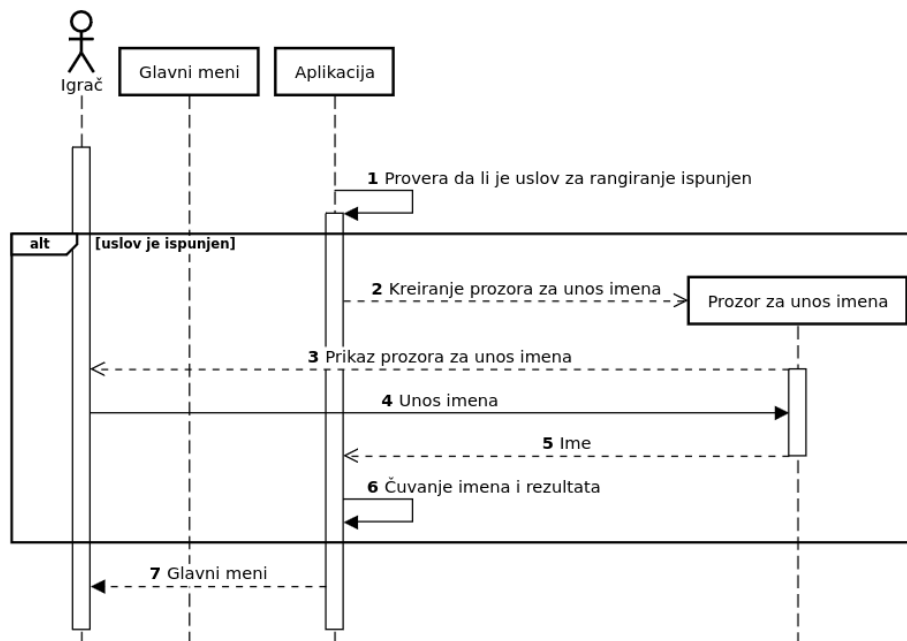 Igrač
Glavni meni
Aplikacija
1 Provera da li je uslov za rangiranje ispunjen
alt
[uslov je ispunjen]
2 Kreiranje prozora za unos imena
Prozor za unos imena
3 Prikaz prozora za unos imena
4 Unos imena
5 Ime
6 Čuvanje imena i rezultata
7 Glavni meni